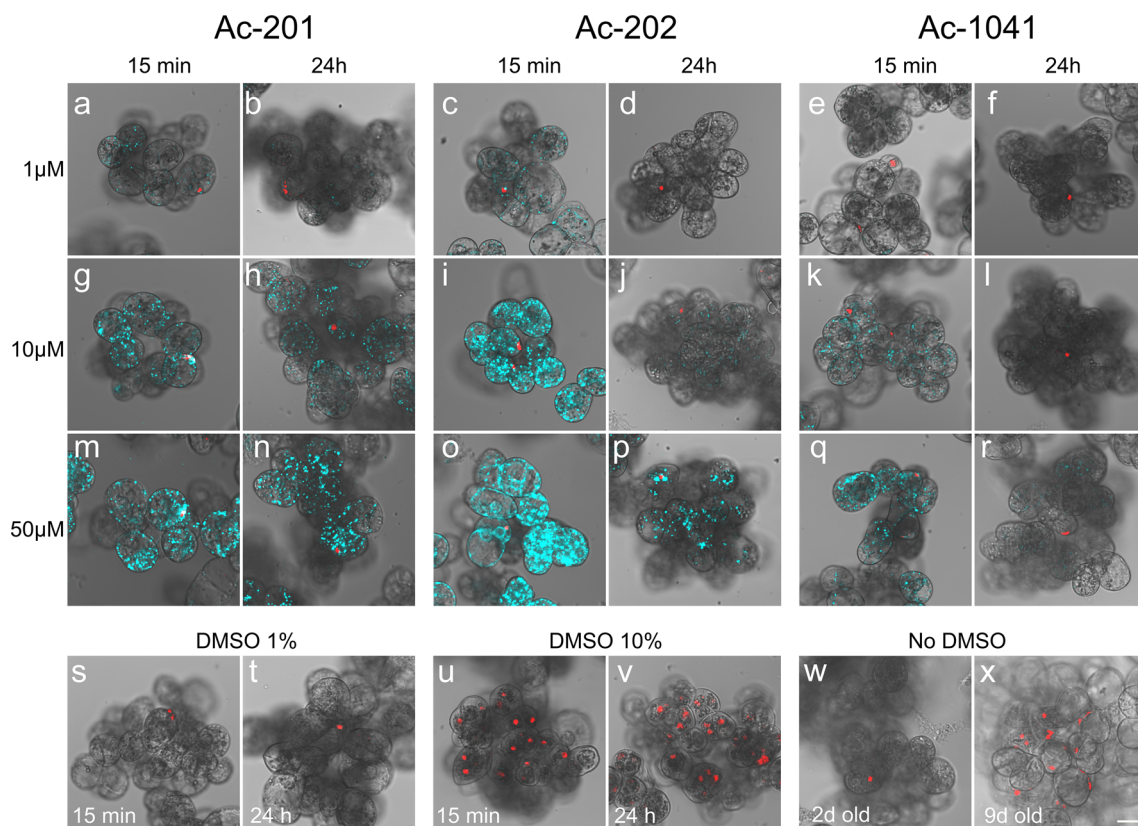 Ac-201 Ac-202 Ac-1041
15 min 24h 15 min 24h 15 min 24h
a b c d e f
1µM
g h i j k l
10µM
m n o p q r
50µM
DMSO 1% DMSO 10% No DMSO
s t u v w x
15 min 24 h 15 min 24 h 2d old 9d old